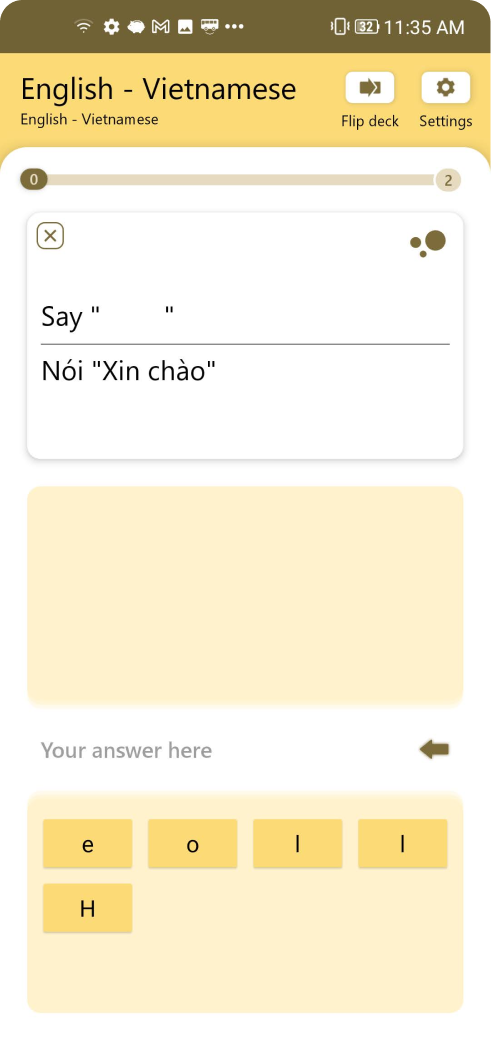 32 11:35 AM
English - Vietnamese
English - Vietnamese
Flip deck
Settings
0
2
Say "        "
Nói "Xin chào"
Your answer here
e o l l
H